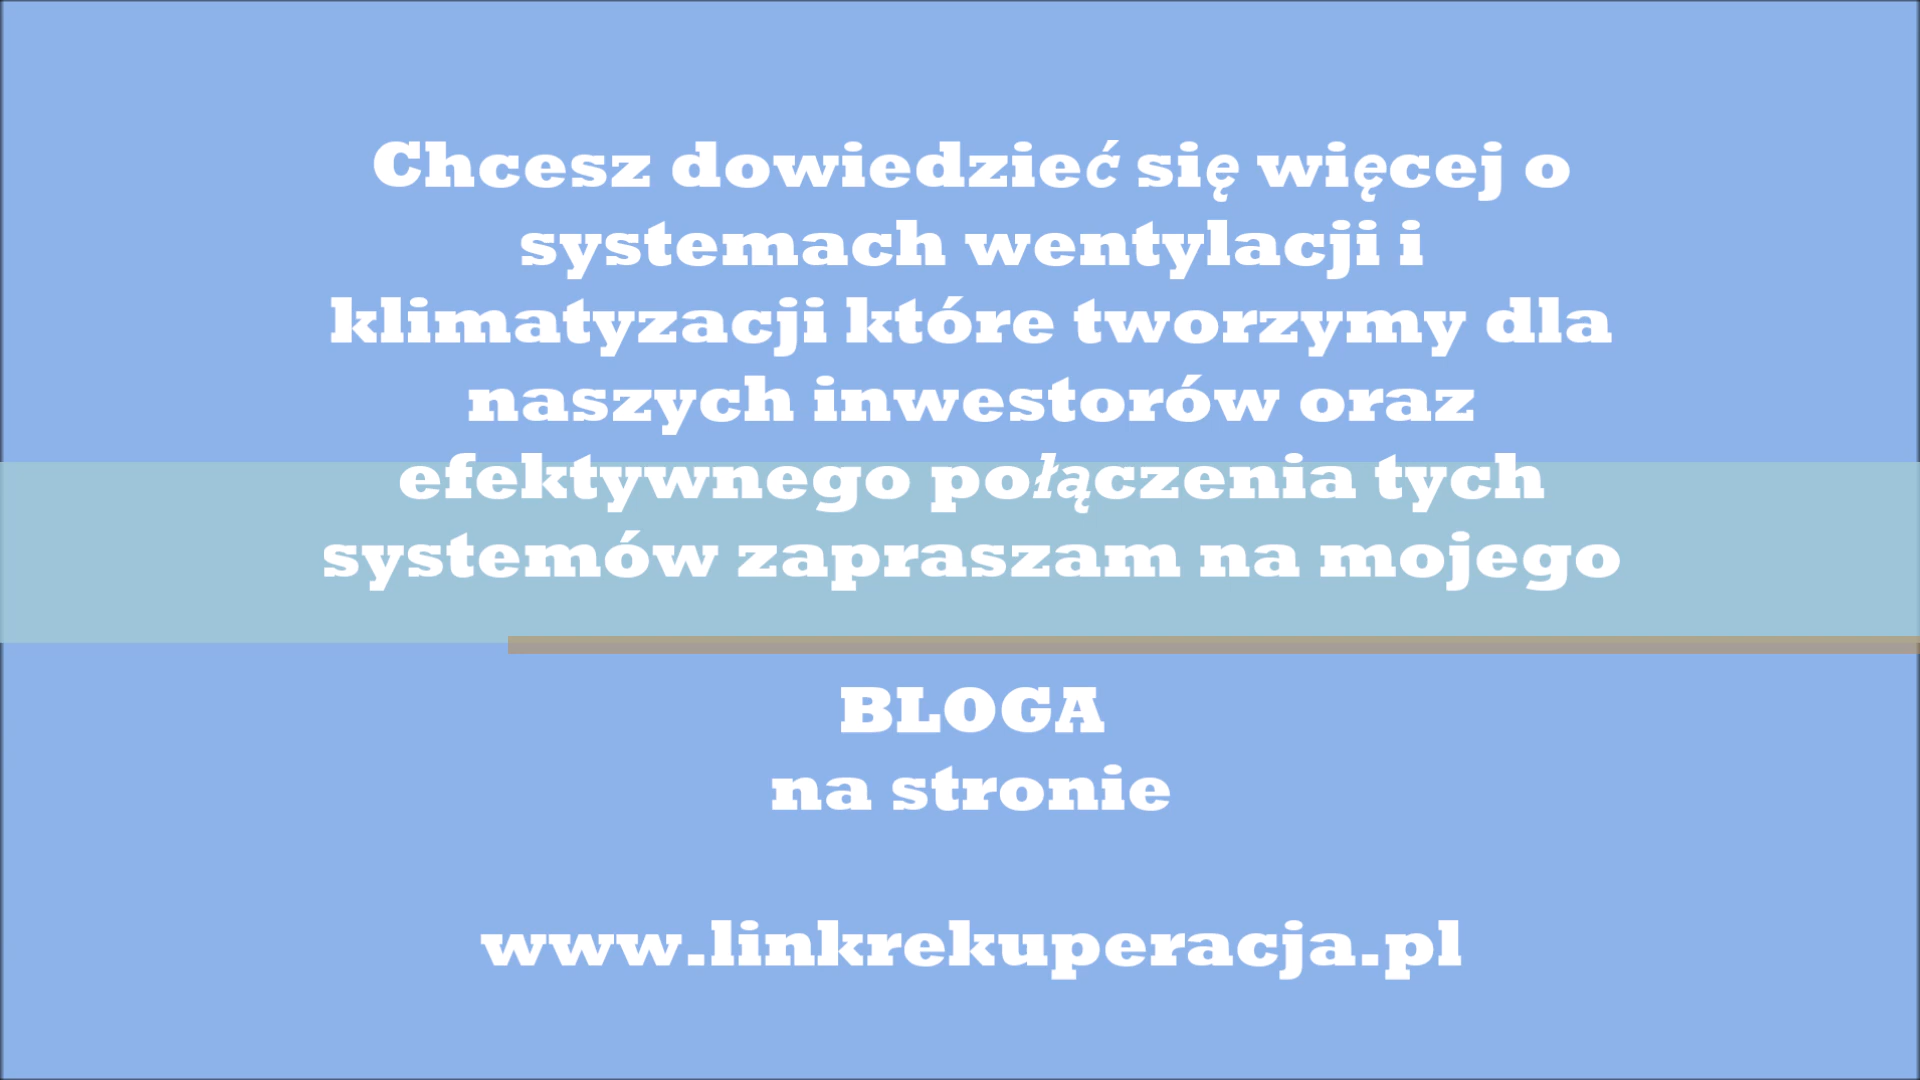 Chcesz dowiedzieć się więcej o
systemach wentylacji i
klimatyzacji które tworzymy dla
naszych inwestorów oraz
efektywnego połączenia tych
systemów zapraszam na mojego
BLOGA
na stronie
www.linkrekuperacja.pl